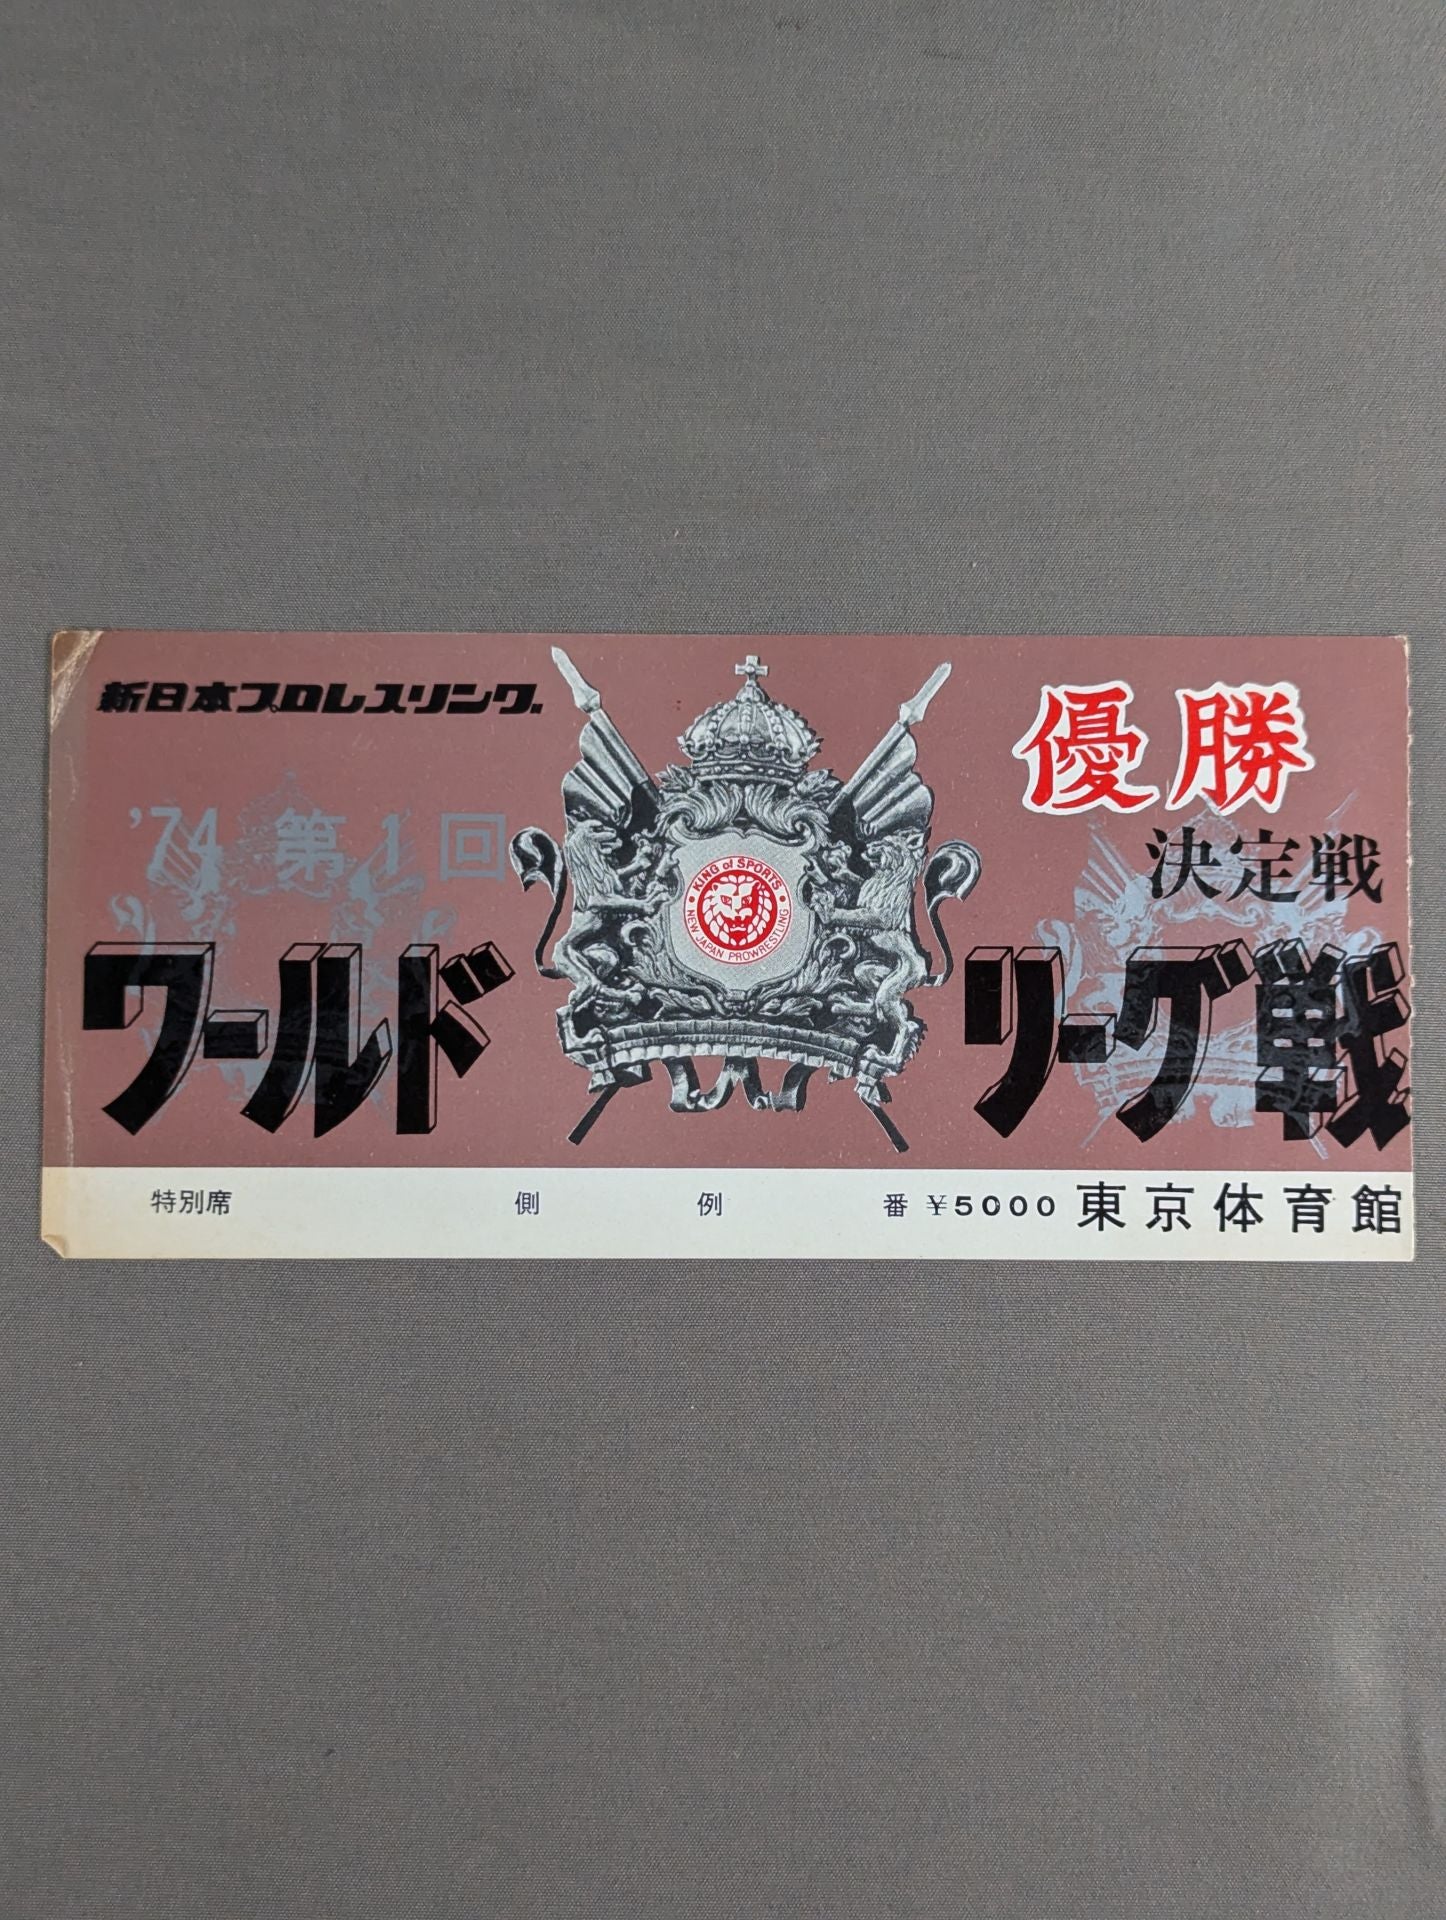 新日本プロレスリング.
優勝
決定戦
'74 第1回
KING of SPORTS
NEW JAPAN PROWRESTLING
ワールド リーグ戦
特別席 側 例 番 ¥5000 東京体育館